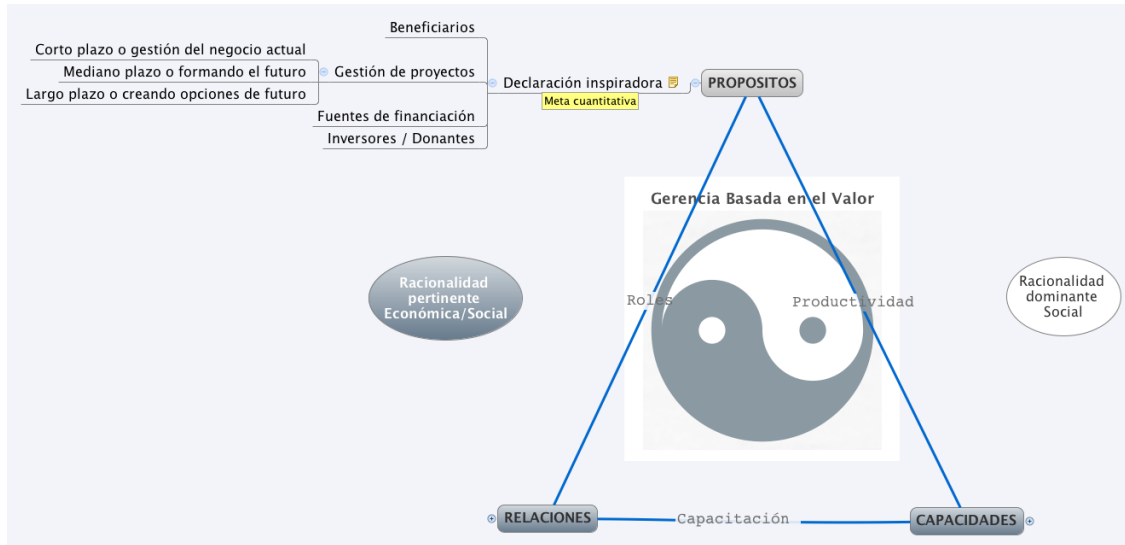 Beneficiarios
Corto plazo o gestión del negocio actual
Mediano plazo o formando el futuro
Largo plazo o creando opciones de futuro
Gestión de proyectos
Fuentes de financiación
Inversores / Donantes
Declaración inspiradora
Meta cuantitativa
PROPOSITOS
Gerencia Basada en el Valor
Racionalidad
pertinente
Económica/Social
Roles
Productividad
Racionalidad
dominante
Social
RELACIONES
Capacitación
CAPACIDADES